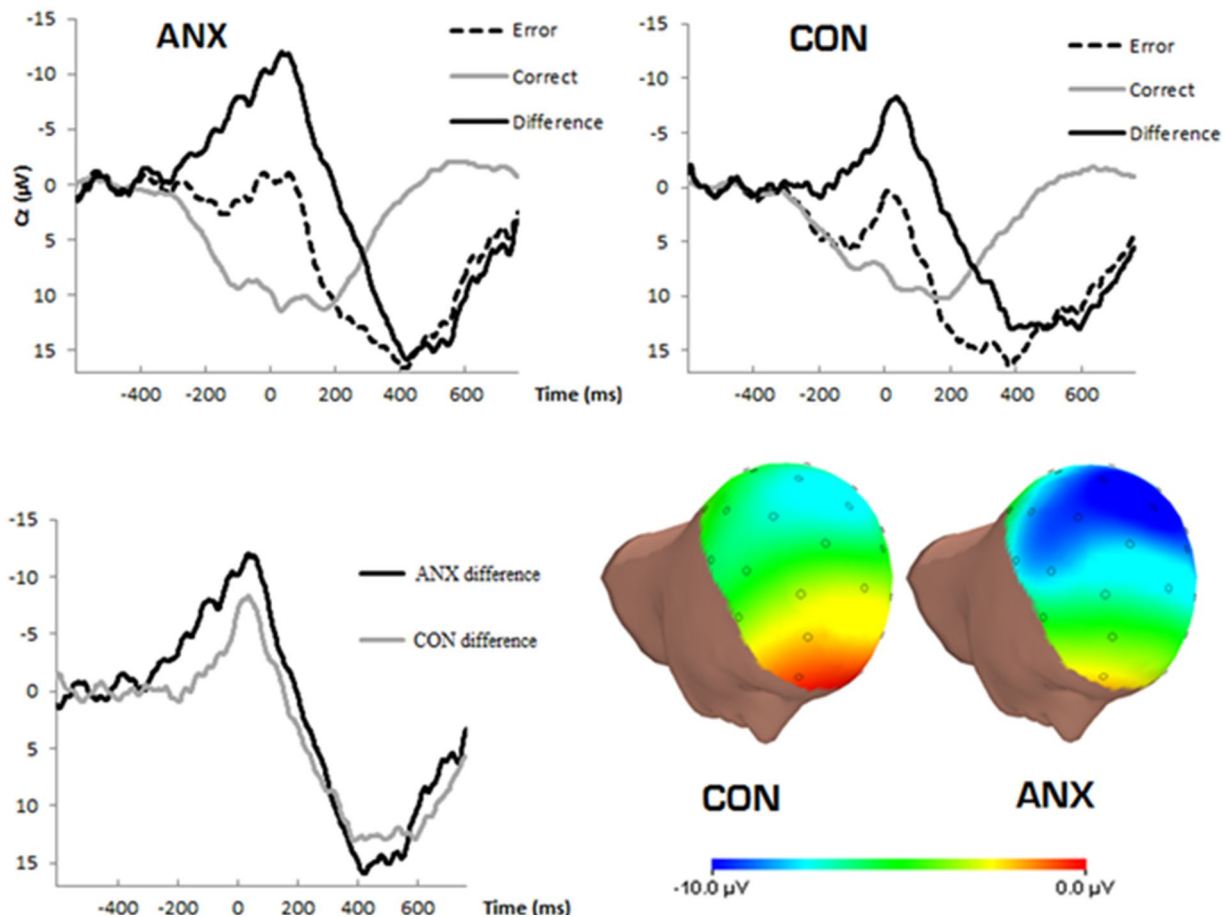 ANX
Error
Correct
Difference
Cz (µV)
-15
-10
-5
0
5
10
15
-400 -200 0 200 400 600 Time (ms)
CON
Error
Correct
Difference
-15
-10
-5
0
5
10
15
-400 -200 0 200 400 600
ANX difference
CON difference
-15
-10
-5
0
5
10
15
-400 -200 0 200 400 600 Time (ms)
CON ANX
-10.0 µV 0.0 µV